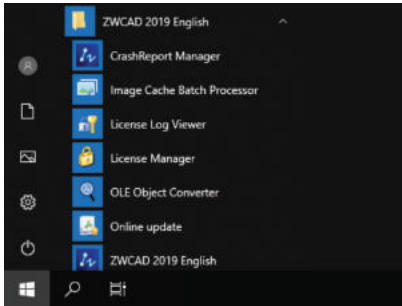 ZWCAD 2019 English
CrashReport Manager
Image Cache Batch Processor
License Log Viewer
License Manager
OLE Object Converter
Online update
ZWCAD 2019 English